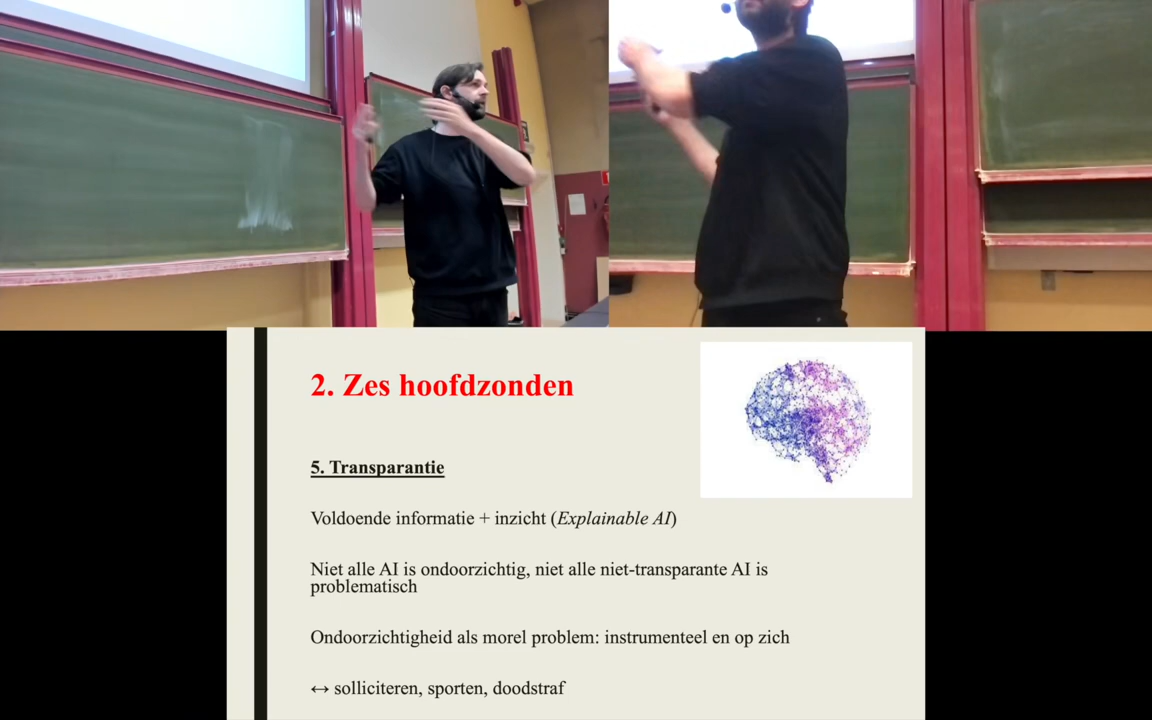 2. Zes hoofdzonden
5. Transparantie
Voldoende informatie + inzicht (Explainable AI)
Niet alle AI is ondoorzichtig, niet alle niet-transparante AI is
problematisch
Ondoorzichtigheid als morel problem: instrumenteel en op zich
↔ solliciteren, sporten, doodstraf